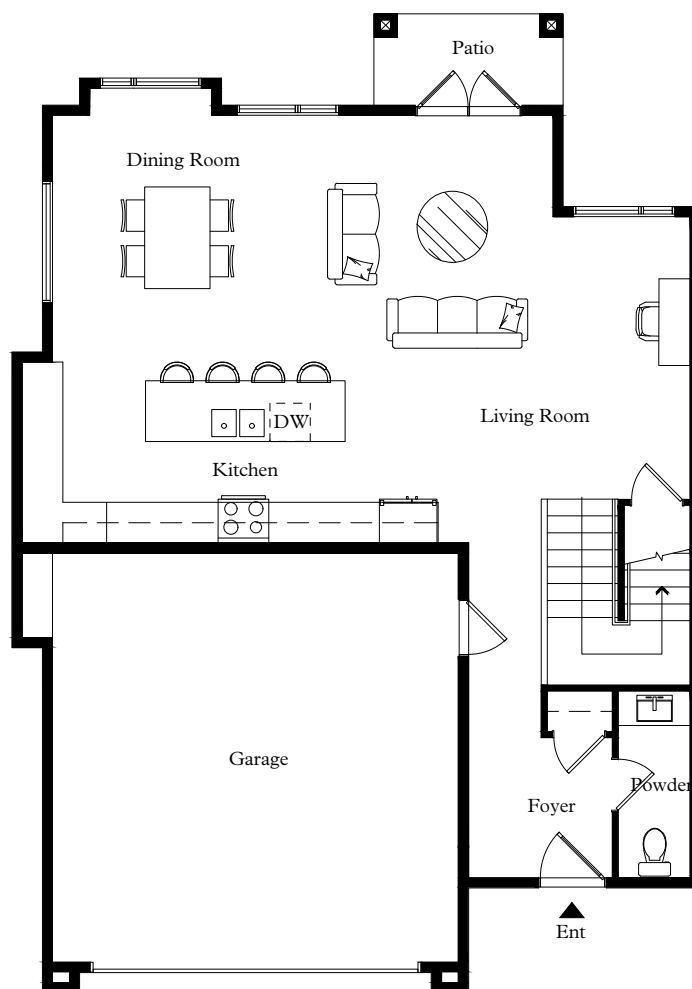 Patio
Dining Room
DW
Living Room
Kitchen
Garage
Powder
Foyer
Ent